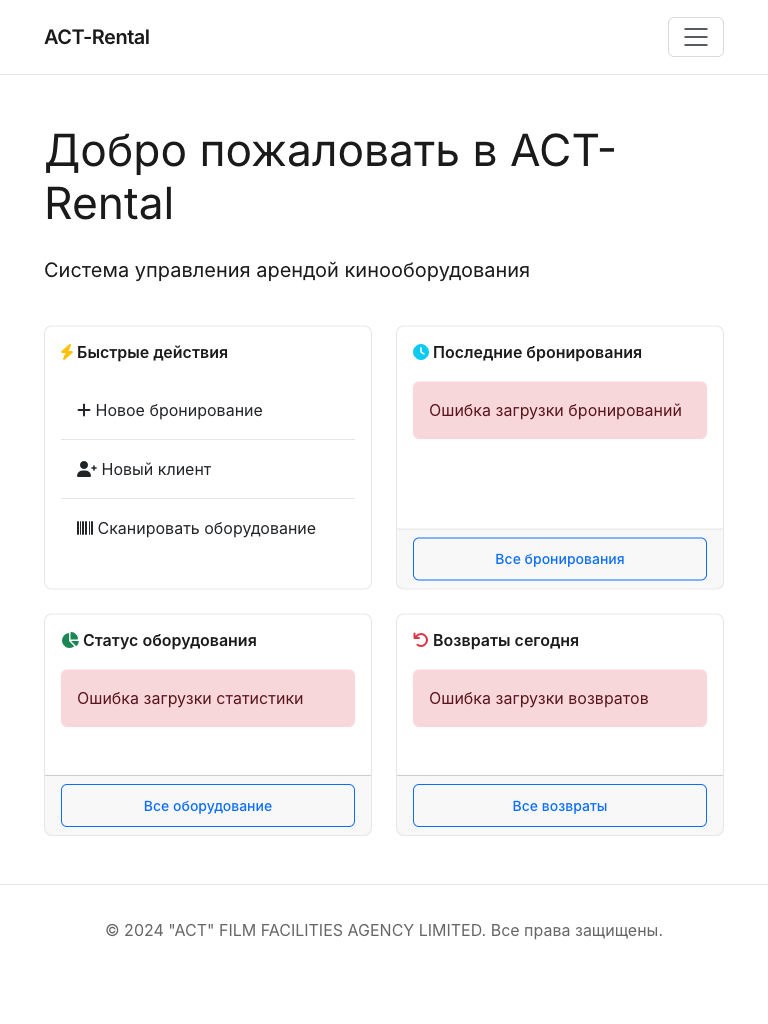 ACT-Rental
Добро пожаловать в ACT-
Rental
Система управления арендой кинооборудования
Быстрые действия
Новое бронирование
Новый клиент
Сканировать оборудование
Последние бронирования
Ошибка загрузки бронирований
Все бронирования
Статус оборудования
Ошибка загрузки статистики
Все оборудование
Возвраты сегодня
Ошибка загрузки возвратов
Все возвраты
© 2024 "ACT" FILM FACILITIES AGENCY LIMITED. Все права защищены.